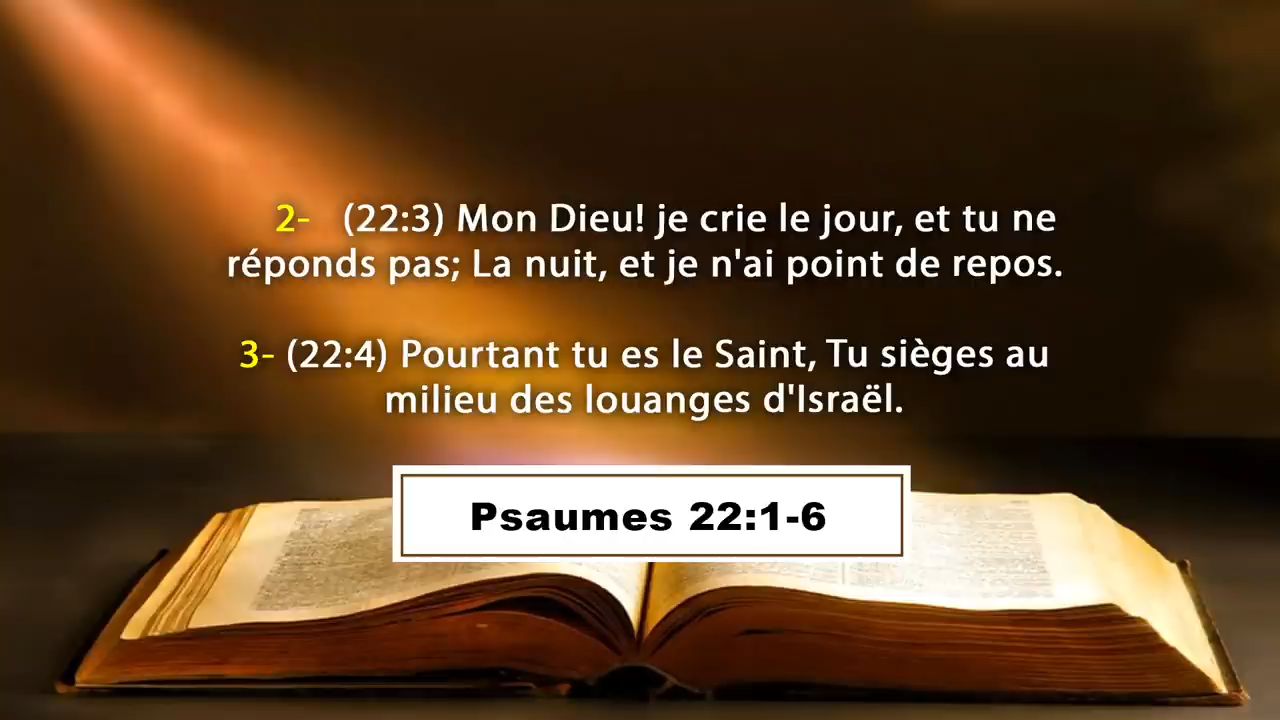 2- (22:3) Mon Dieu! je crie le jour, et tu ne
réponds pas; La nuit, et je n'ai point de repos.
3- (22:4) Pourtant tu es le Saint, Tu sièges au
milieu des louanges d'Israël.
Psaumes 22:1-6